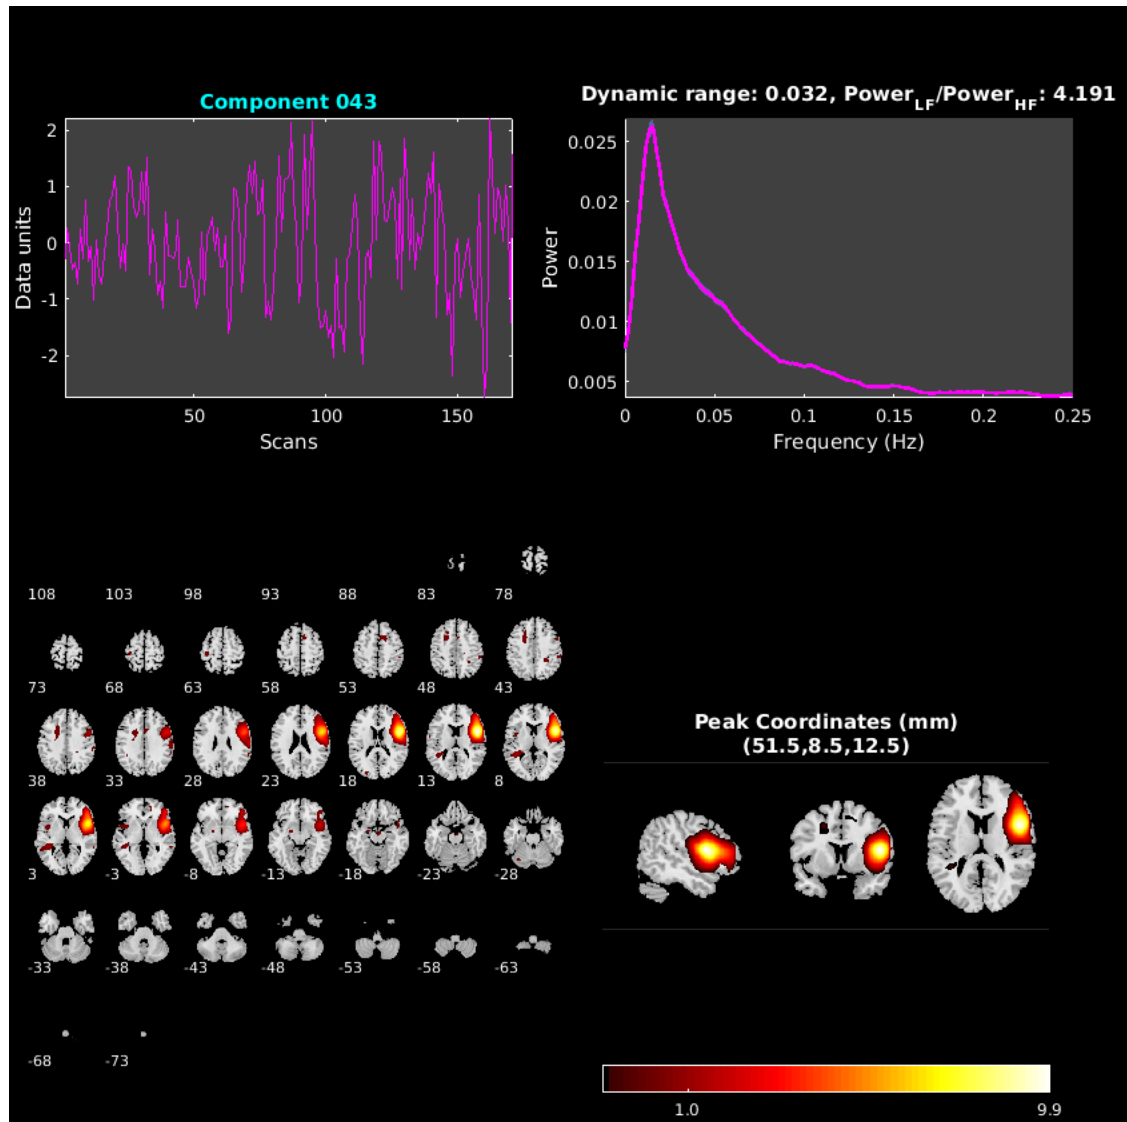 Component 043
2
1
0
-1
-2
Data units
50 100 150
Scans
Dynamic range: 0.032, PowerLF/PowerHF: 4.191
0.025
0.02
0.015
0.01
0.005
Power
0 0.05 0.1 0.15 0.2 0.25
Frequency (Hz)
108 103 98 93 88 83 78
73 68 63 58 53 48 43
38 33 28 23 18 13 8
3 -3 -8 -13 -18 -23 -28
-33 -38 -43 -48 -53 -58 -63
-68 -73
Peak Coordinates (mm)
(51.5,8.5,12.5)
1.0 9.9